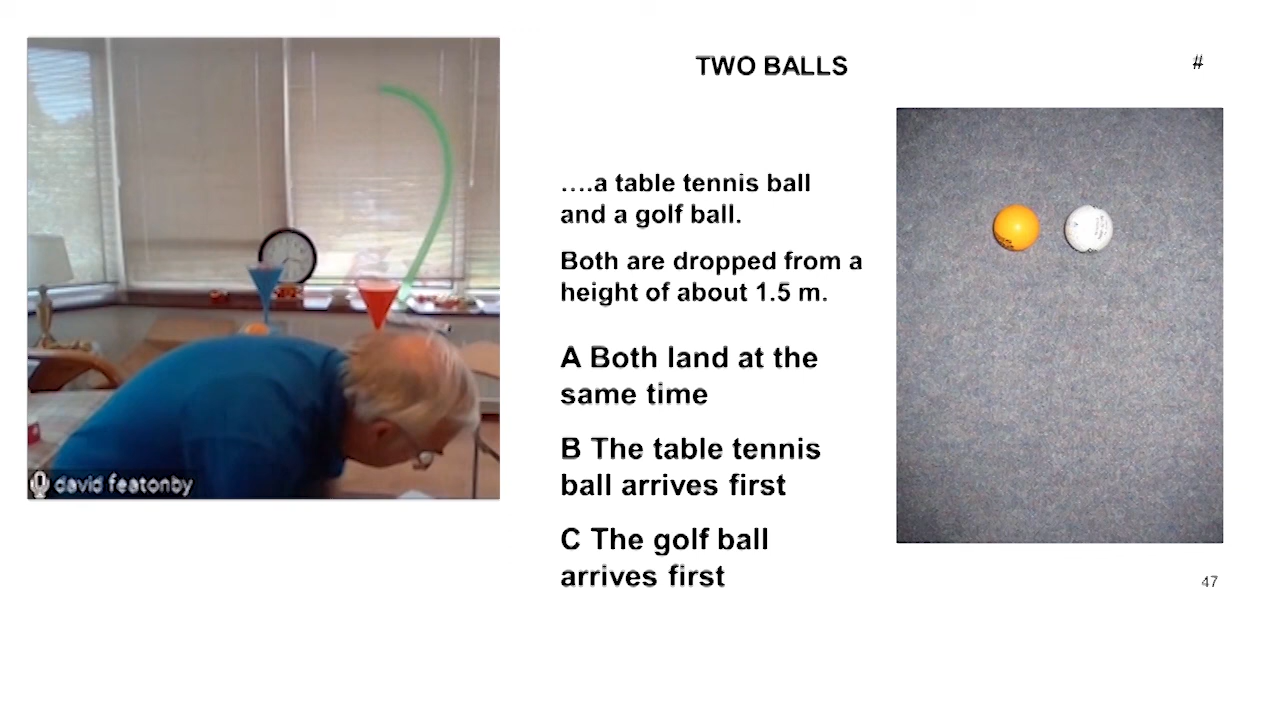 TWO BALLS
#
....a table tennis ball
and a golf ball.
Both are dropped from a
height of about 1.5 m.
A Both land at the
same time
B The table tennis
ball arrives first
C The golf ball
arrives first
47
david featonby